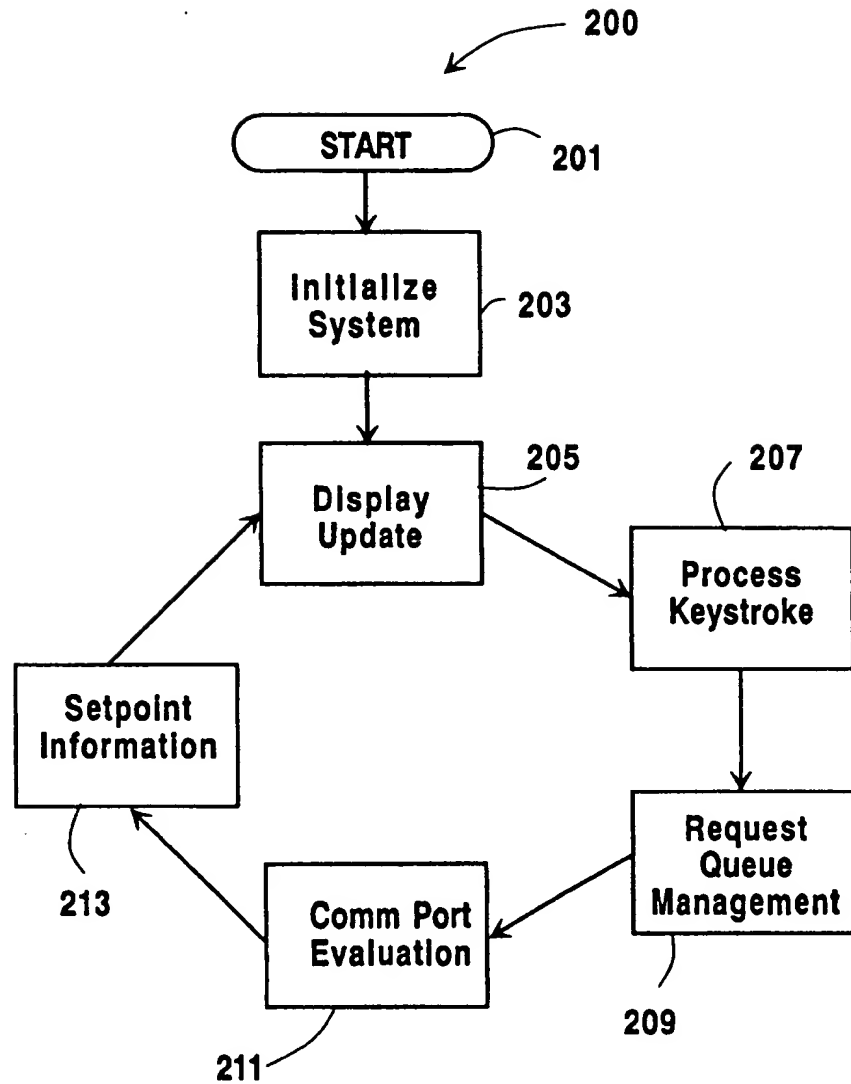 200
START
201
Initialize
System
203
Display
Update
205
207
Process
Keystroke
Setpoint
Information
213
Request
Queue
Management
209
Comm Port
Evaluation
211